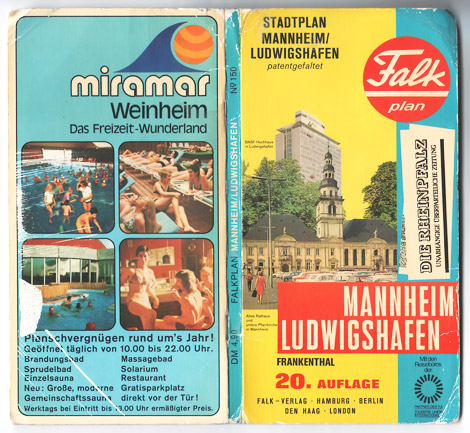 miramar
Weinheim
Das Freizeit-Wunderland
Planschvergnügen rund um's Jahr!
Geöffnet täglich von 10.00 bis 22.00 Uhr.
Brandungsbad Massagebad
Sprudelbad Solarium
Einzelsauna Restaurant
Neu: Große, moderne Gratisparkplatz
Gemeinschaftssauna direkt vor der Tür!
Werktags bei Eintritt bis 13.00 Uhr ermäßigter Preis.
Nº 150
FALKPLAN MANNHEIM/LUDWIGSHAFEN
DM 4.90
STADTPLAN
MANNHEIM/
LUDWIGSHAFEN
patentgefaltet
Falk
plan
BASF Hochhaus
in Ludwigshafen
DIE RHEINPFALZ
UNABHÄNGIGE ÜBERPARTEILICHE ZEITUNG
Altes Rathaus
und untere Pfarrkirche
in Mannheim
MANNHEIM
LUDWIGSHAFEN
FRANKENTHAL
20. AUFLAGE
FALK-VERLAG · HAMBURG · BERLIN
DEN HAAG · LONDON
Mit den
Reisebüros
der